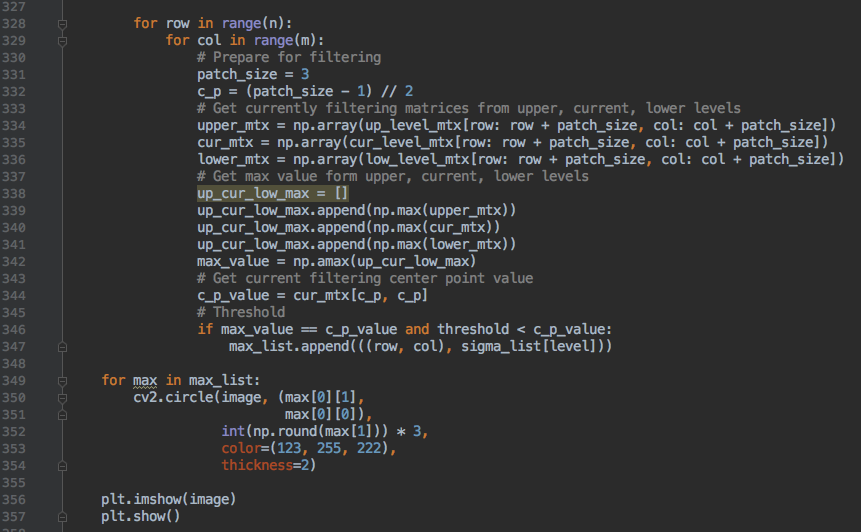 327
328 for row in range(n):
329 for col in range(m):
330 # Prepare for filtering
331 patch_size = 3
332 c_p = (patch_size - 1) // 2
333 # Get currently filtering matrices from upper, current, lower levels
334 upper_mtx = np.array(up_level_mtx[row: row + patch_size, col: col + patch_size])
335 cur_mtx = np.array(cur_level_mtx[row: row + patch_size, col: col + patch_size])
336 lower_mtx = np.array(low_level_mtx[row: row + patch_size, col: col + patch_size])
337 # Get max value form upper, current, lower levels
338 up_cur_low_max = []
339 up_cur_low_max.append(np.max(upper_mtx))
340 up_cur_low_max.append(np.max(cur_mtx))
341 up_cur_low_max.append(np.max(lower_mtx))
342 max_value = np.amax(up_cur_low_max)
343 # Get current filtering center point value
344 c_p_value = cur_mtx[c_p, c_p]
345 # Threshold
346 if max_value == c_p_value and threshold < c_p_value:
347 max_list.append(((row, col), sigma_list[level]))
348
349 for max in max_list:
350 cv2.circle(image, (max[0][1],
351 max[0][0]),
352 int(np.round(max[1])) * 3,
353 color=(123, 255, 222),
354 thickness=2)
355
356 plt.imshow(image)
357 plt.show()